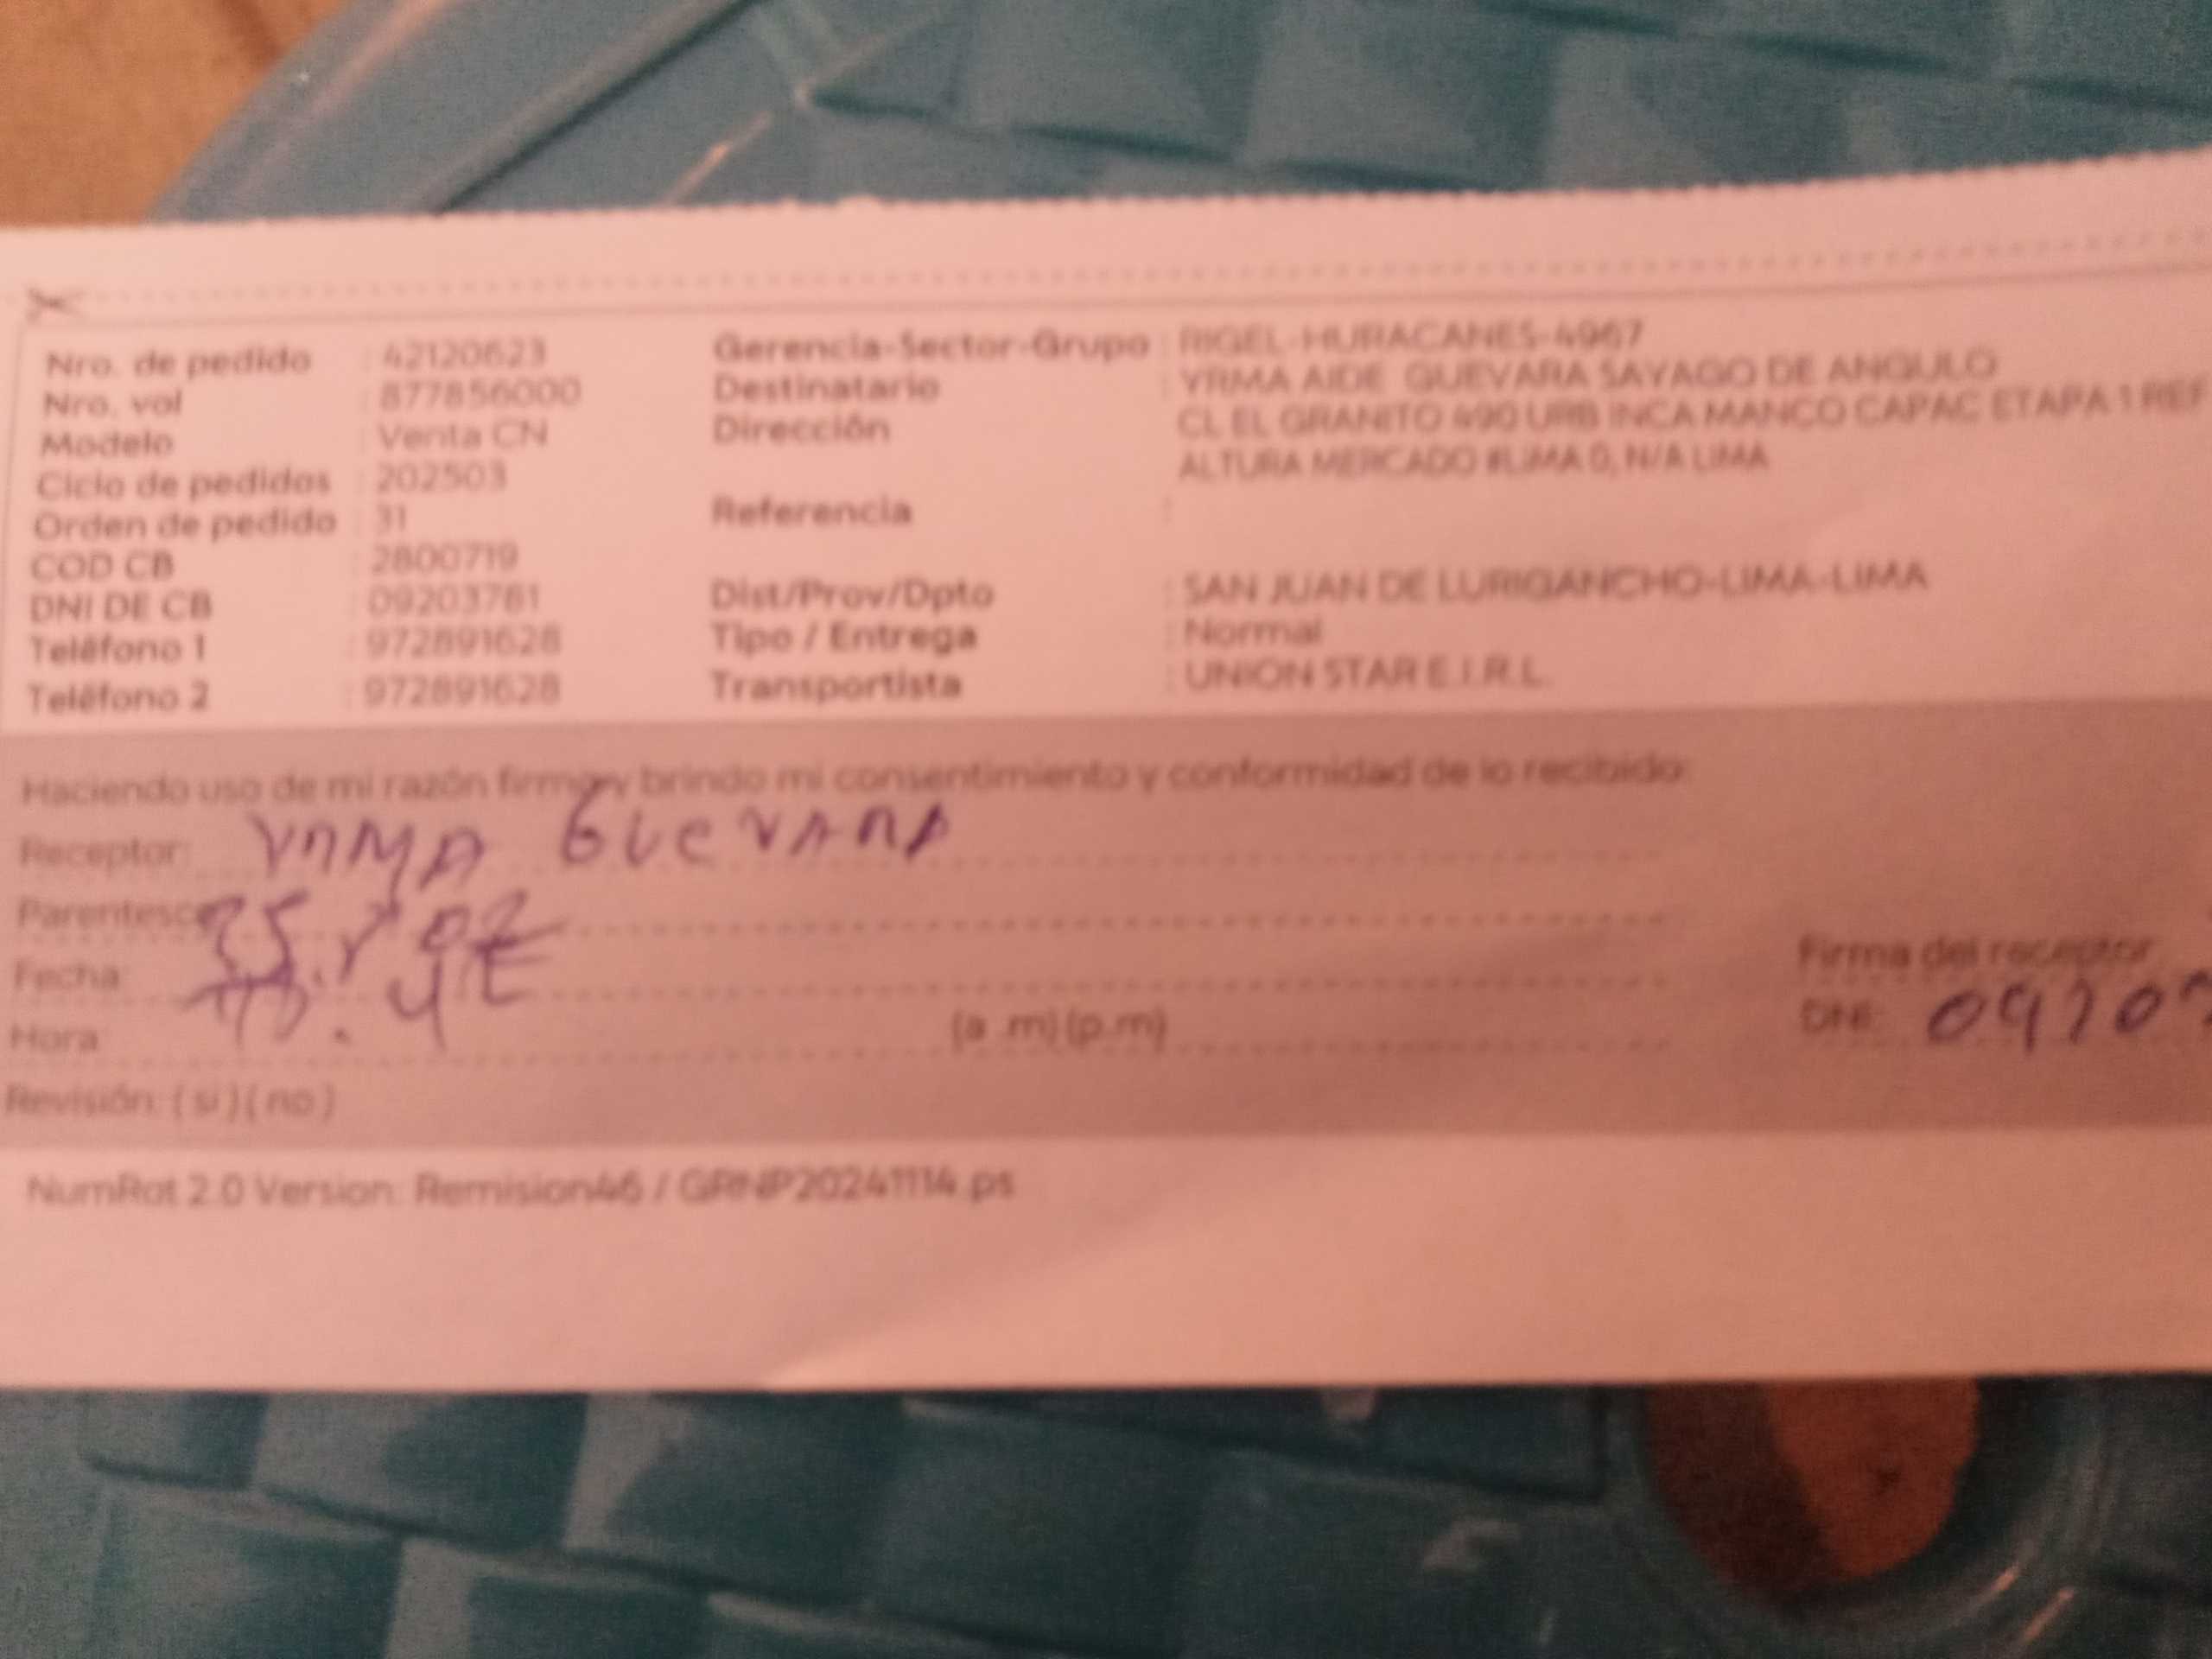 Nro. de pedido : 42120623 Gerencia-Sector-Grupo : RIGEL-HURACANES-4967
Nro. vol : 877856000 Destinatario : YRMA AIDE GUEVARA SAYAGO DE ANGULO
Modelo : Venta CN Dirección CL EL GRANITO 490 URB INCA MANCO CAPAC ETAPA 1 REF
Ciclo de pedidos : 202503 ALTURA MERCADO #LIMA 0, N/A LIMA
Orden de pedido : 31 Referencia :
COD CB : 2800719
DNI DE CB : 09203781 Dist/Prov/Dpto : SAN JUAN DE LURIGANCHO-LIMA-LIMA
Teléfono 1 : 972891628 Tipo / Entrega : Normal
Teléfono 2 : 972891628 Transportista : UNION STAR E.I.R.L.
Haciendo uso de mi razón firmo y brindo mi consentimiento y conformidad de lo recibido:
Receptor: YRMA GUEVARA
Parentesco
Fecha:
Firma del receptor
Hora (a .m) (p.m) DNI:
Revisión: ( si ) ( no )
NumRot 2.0 Version: Remision46 / GRNP20241114.ps